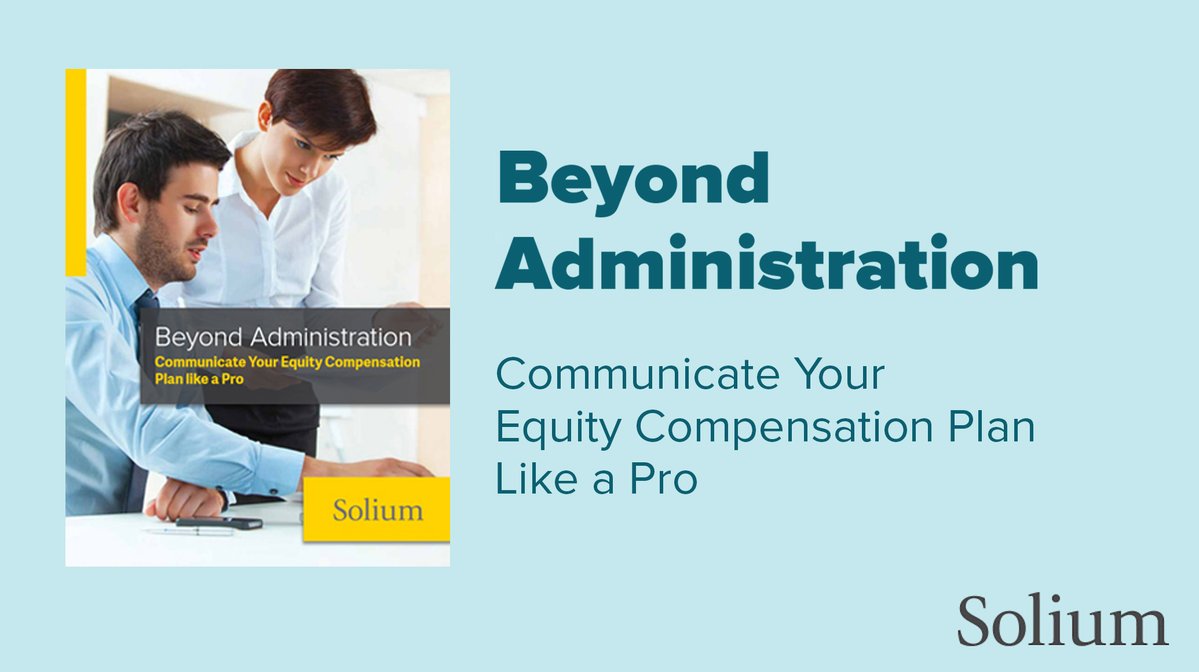 Beyond Administration
Communicate Your Equity Compensation
Plan like a Pro
Solium
Beyond
Administration
Communicate Your
Equity Compensation Plan
Like a Pro
Solium